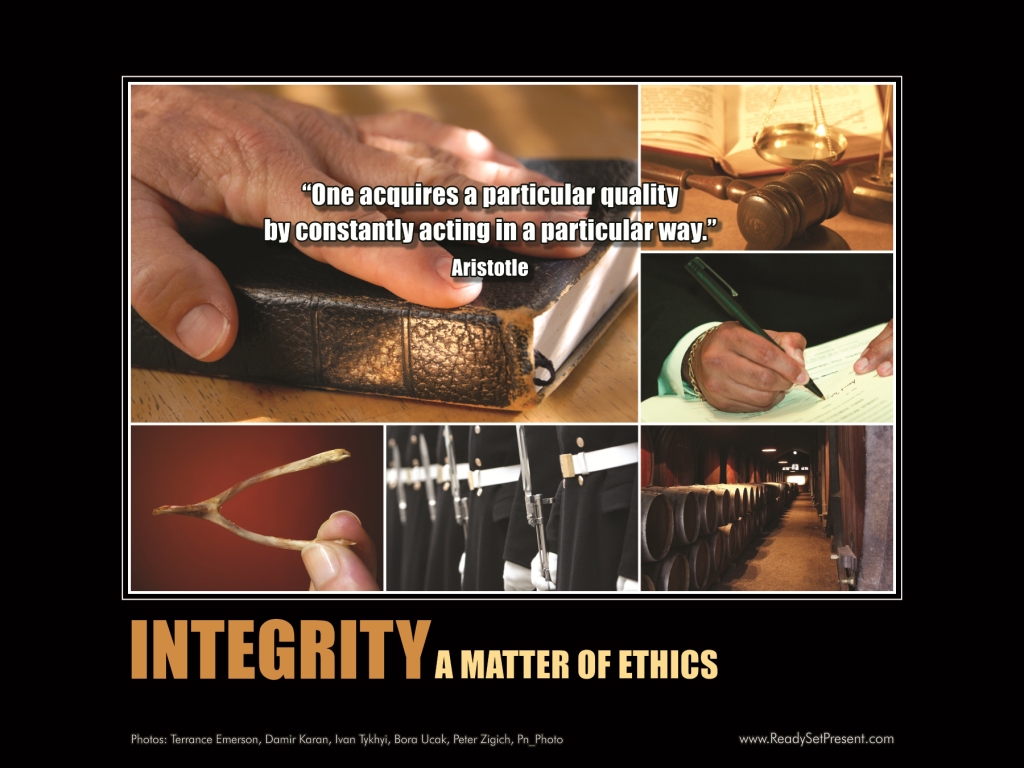 “One acquires a particular quality
by constantly acting in a particular way.”
Aristotle
INTEGRITY A MATTER OF ETHICS
Photos: Terrance Emerson, Damir Karan, Ivan Tykhyi, Bora Ucak, Peter Zigich, Pn_Photo
www.ReadySetPresent.com